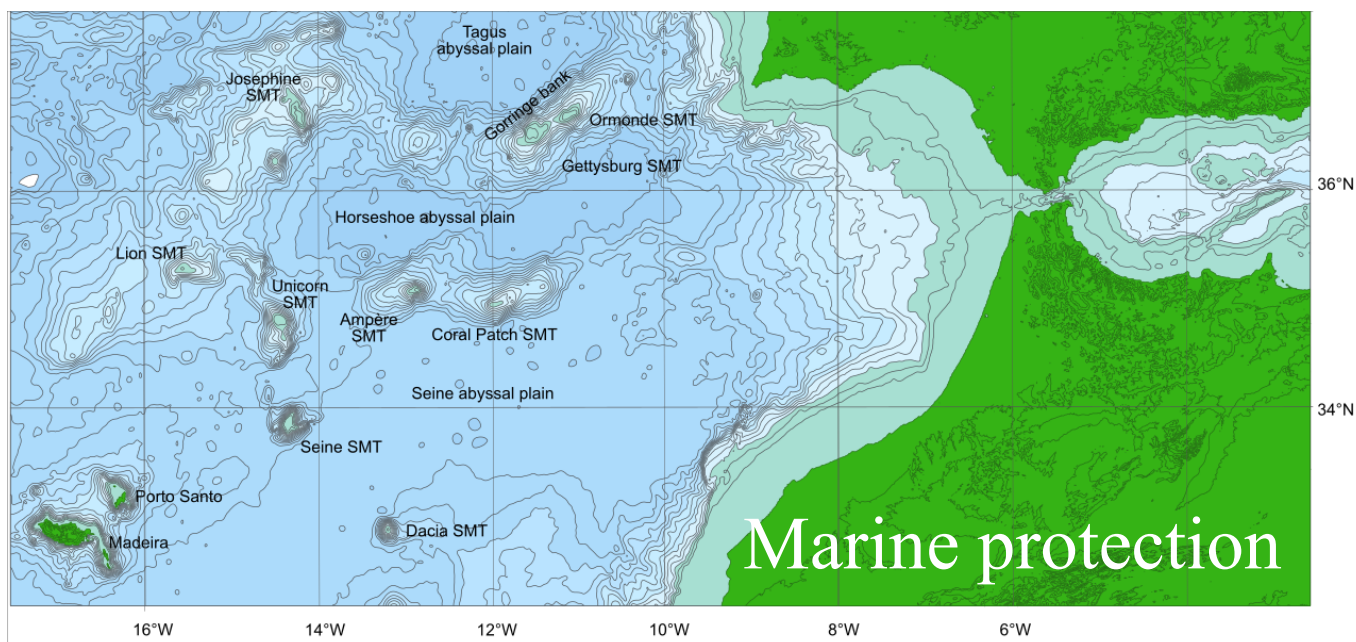 Tagus
abyssal plain
Josephine
SMT
Gorringe bank
Ormonde SMT
Gettysburg SMT
36°N
Horseshoe abyssal plain
Lion SMT
Unicorn
SMT
Ampère
SMT
Coral Patch SMT
Seine abyssal plain
34°N
Seine SMT
Porto Santo
Dacia SMT
Madeira
Marine protection
16°W
14°W
12°W
10°W
8°W
6°W